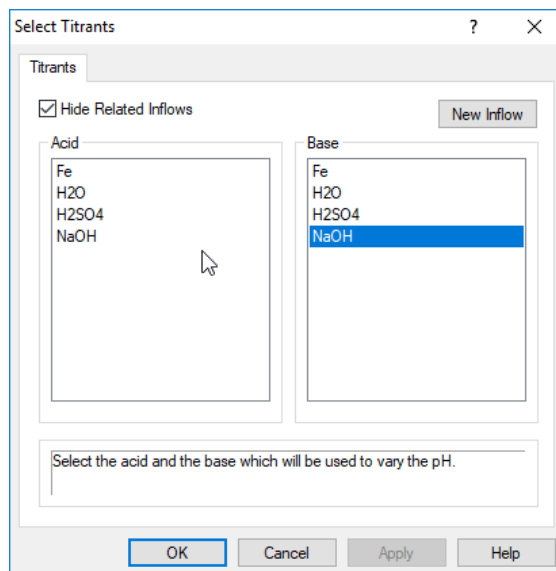 Select Titrants
?
Titrants
Hide Related Inflows
New Inflow
Acid
Fe
H2O
H2SO4
NaOH
Base
Fe
H2O
H2SO4
NaOH
Select the acid and the base which will be used to vary the pH.
OK
Cancel
Apply
Help